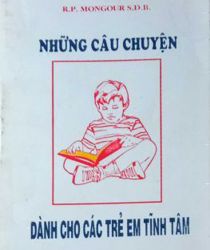 R.P. MONGOUR S.D.B.
NHỮNG CÂU CHUYỆN
DÀNH CHO CÁC TRẺ EM TĨNH TÂM